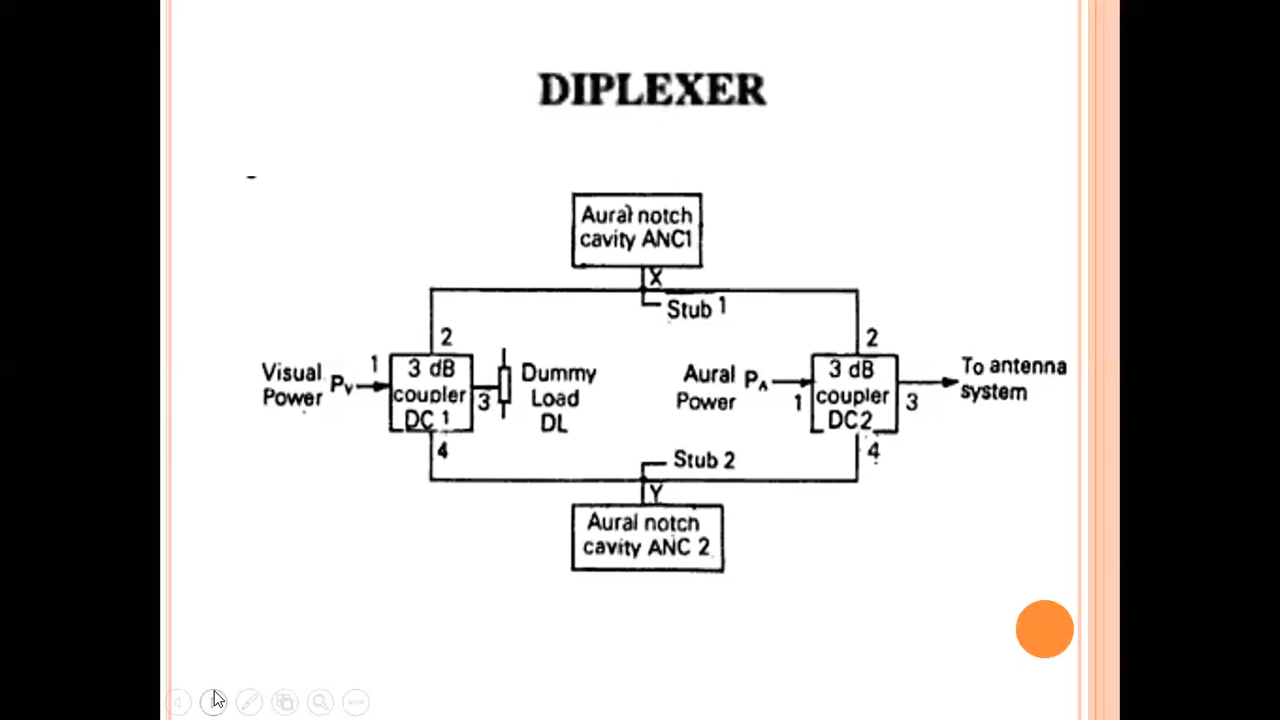 DIPLEXER
Aural notch
cavity ANC1
X
Stub 1
2
2
1
3 dB
coupler
DC 1
Visual
Power
Pv
3
Dummy
Load
DL
Aural
Power
PA
1
3 dB
coupler
DC2
3
To antenna
system
4
4
Stub 2
Y
Aural notch
cavity ANC 2